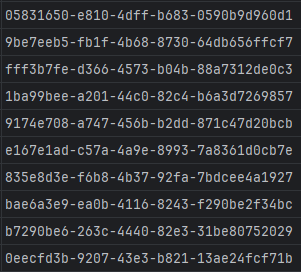 05831650-e810-4dff-b683-0590b9d960d1
9be7eeb5-fb1f-4b68-8730-64db656ffcf7
fff3b7fe-d366-4573-b04b-88a7312de0c3
1ba99bee-a201-44c0-82c4-b6a3d7269857
9174e708-a747-456b-b2dd-871c47d20bcb
e167e1ad-c57a-4a9e-8993-7a8361d0cb7e
835e8d3e-f6b8-4b37-92fa-7bdcee4a1927
bae6a3e9-ea0b-4116-8243-f290be2f34bc
b7290be6-263c-4440-82e3-31be80752029
0eecfd3b-9207-43e3-b821-13ae24fcf71b